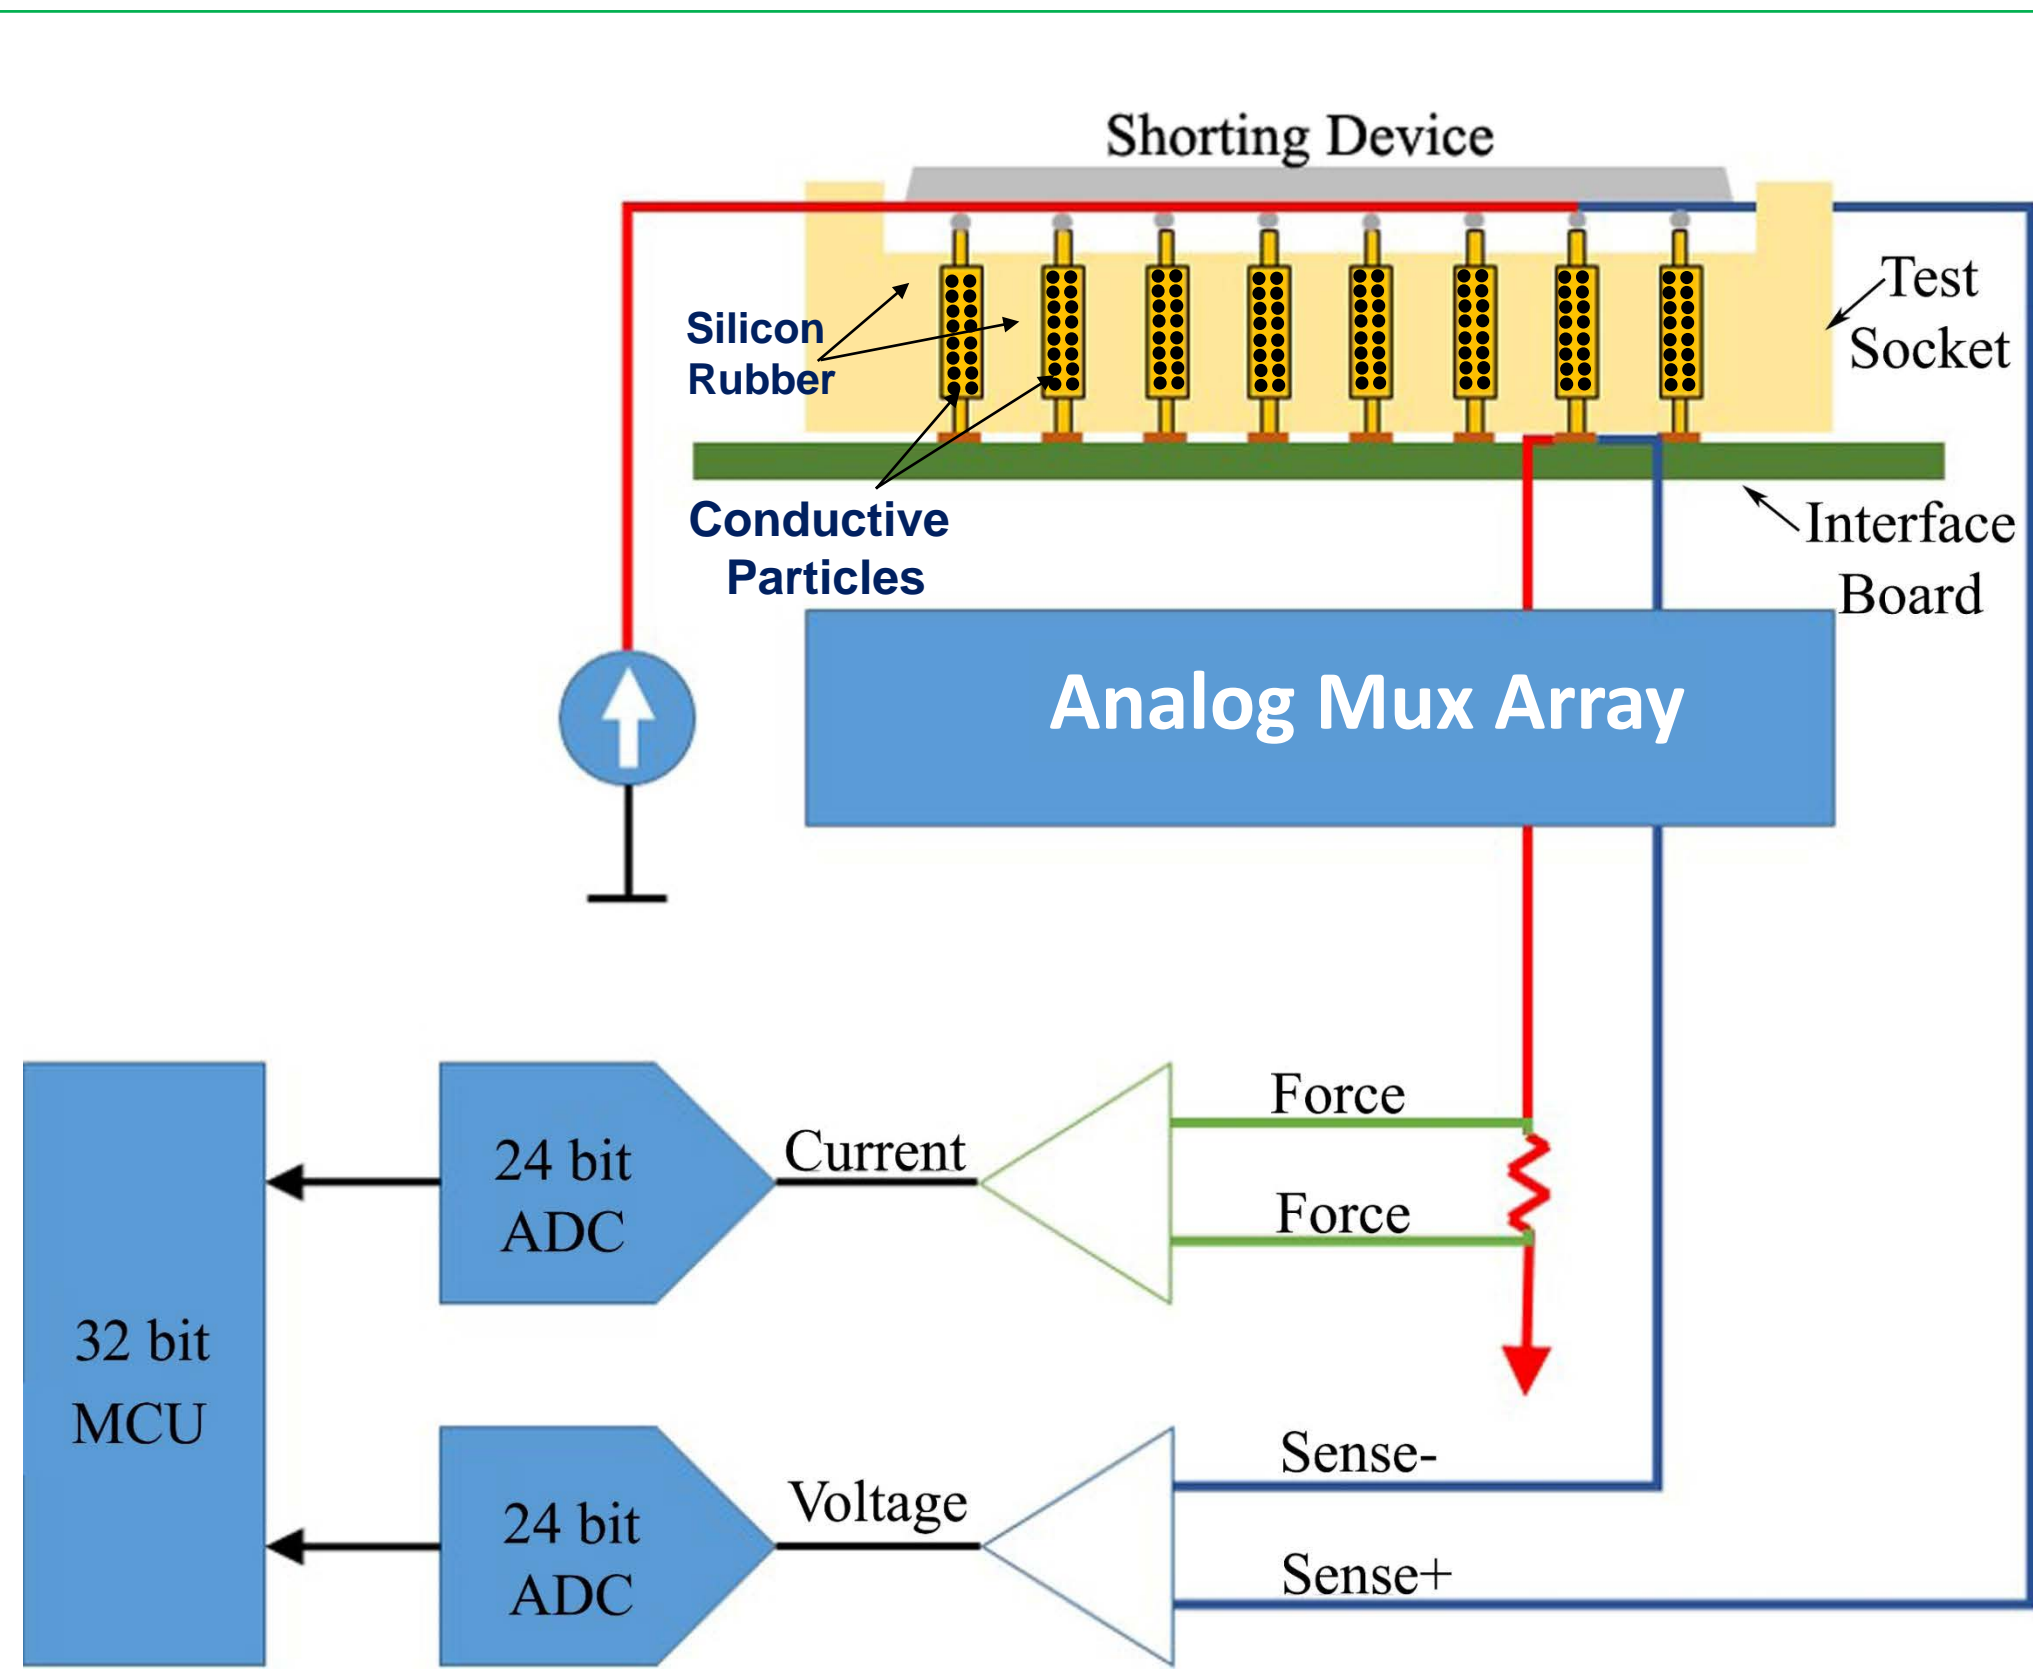 Shorting Device
Test
Socket
Silicon
Rubber
Conductive
Particles
Interface
Board
Analog Mux Array
Force
24 bit
ADC
Current
Force
32 bit
MCU
Sense-
24 bit
ADC
Voltage
Sense+